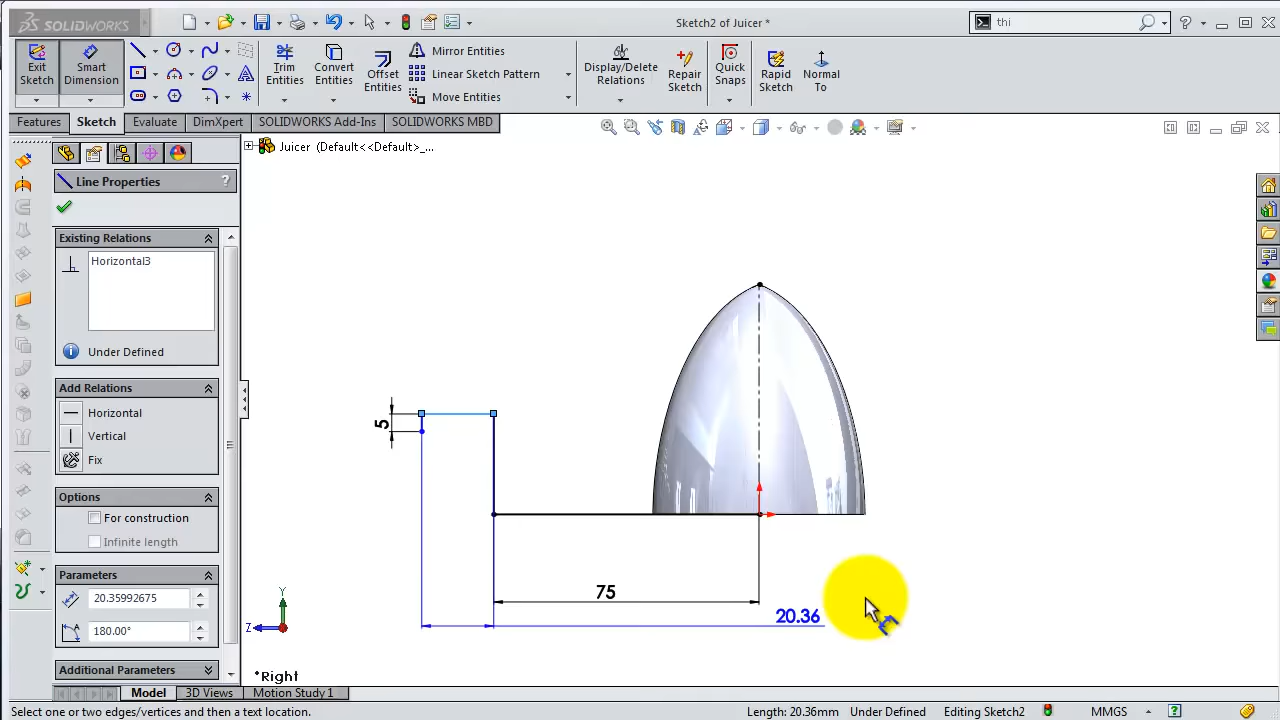 SOLIDWORKS
Sketch2 of Juicer *
thi
Exit Sketch
Smart Dimension
Trim Entities
Convert Entities
Offset Entities
Mirror Entities
Linear Sketch Pattern
Move Entities
Display/Delete Relations
Repair Sketch
Quick Snaps
Rapid Sketch
Normal To
Features
Sketch
Evaluate
DimXpert
SOLIDWORKS Add-Ins
SOLIDWORKS MBD
Juicer (Default<<Default>_...
Line Properties
?
Existing Relations
Horizontal3
Under Defined
Add Relations
Horizontal
Vertical
Fix
Options
For construction
Infinite length
Parameters
20.35992675
180.00°
Additional Parameters
5
75
20.36
Y
Z
*Right
Model
3D Views
Motion Study 1
Select one or two edges/vertices and then a text location.
Length: 20.36mm
Under Defined
Editing Sketch2
MMGS
?